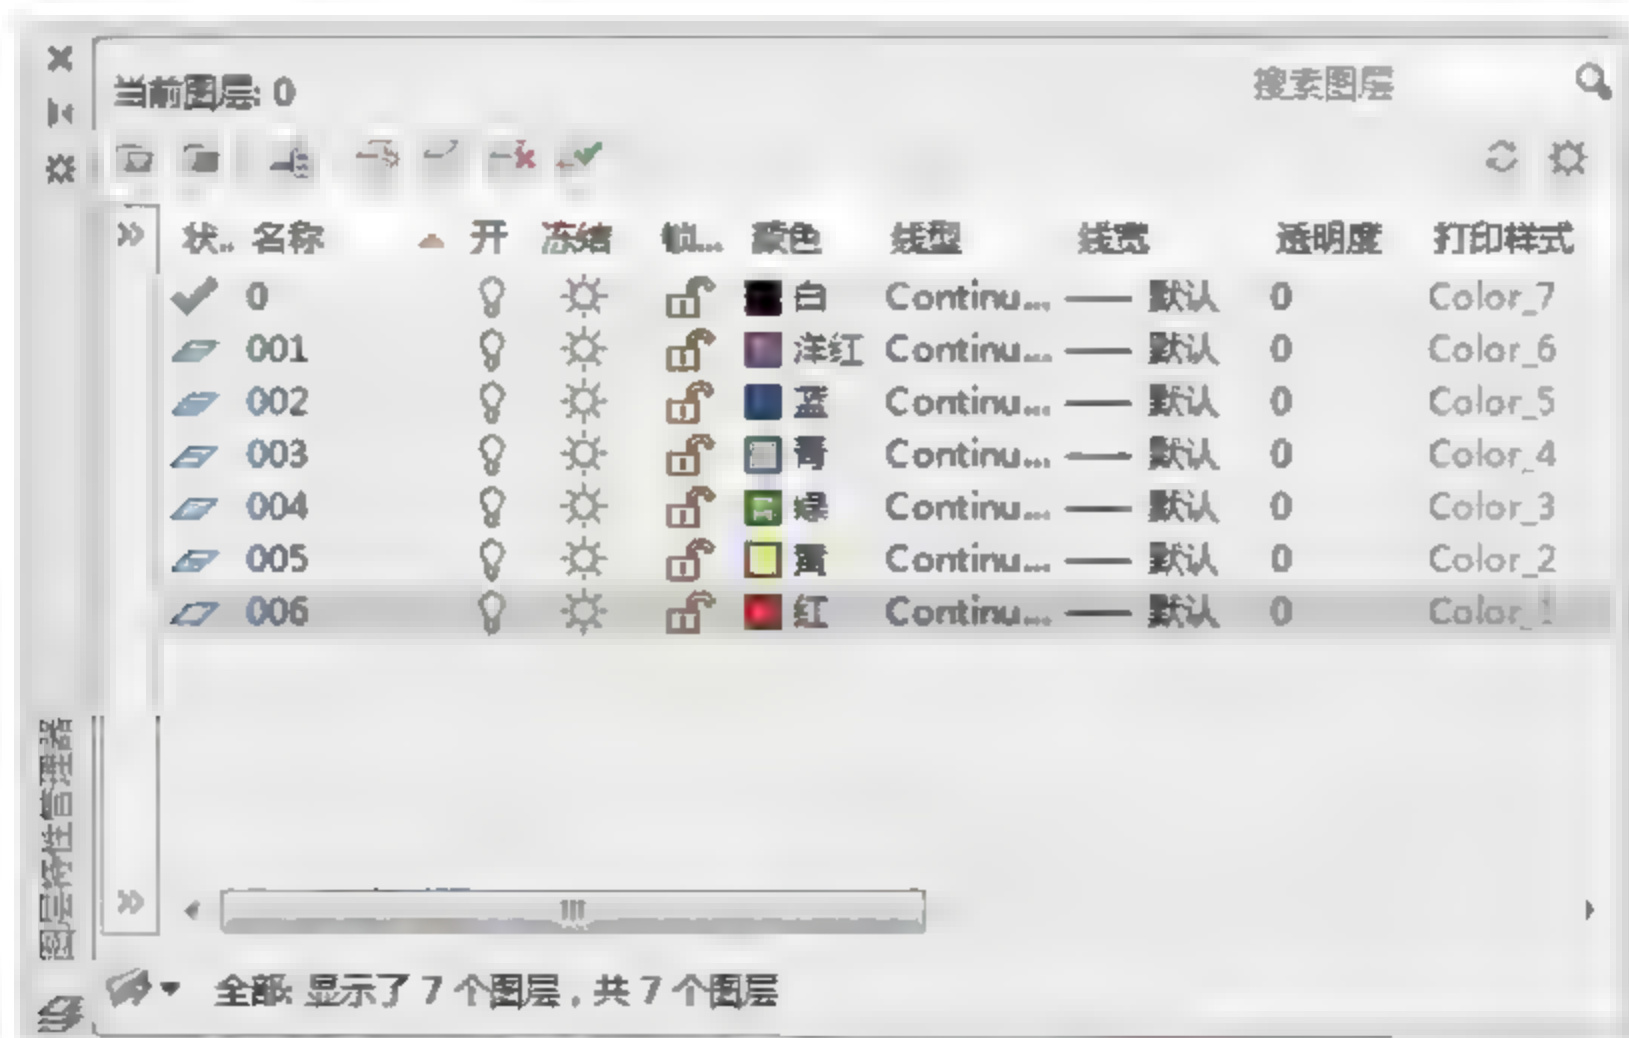 当前图层: 0
搜索图层
状.. 名称 开 冻结 锁... 颜色 线型 线宽 透明度 打印样式
0 白 Continu... 默认 0 Color_7
001 洋红 Continu... 默认 0 Color_6
002 蓝 Continu... 默认 0 Color_5
003 青 Continu... 默认 0 Color_4
004 绿 Continu... 默认 0 Color_3
005 黄 Continu... 默认 0 Color_2
006 红 Continu... 默认 0 Color_1
图层特性管理器
全部: 显示了 7 个图层 , 共 7 个图层